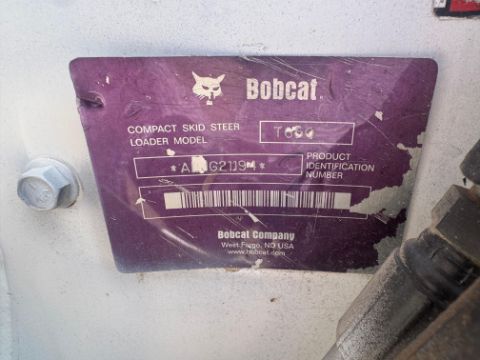 Bobcat
COMPACT SKID STEER
LOADER MODEL
PRODUCT
IDENTIFICATION
NUMBER
Bobcat Company
West Fargo, ND USA
www.bobcat.com